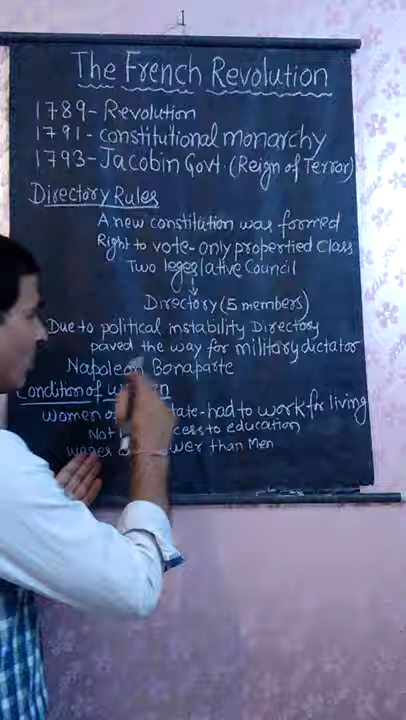 The French Revolution
1789- Revolution
1791 - constitutional monarchy
1793- Jacobin Govt. (Reign of Terror)
Directory Rules
A new constitution was formed
Right to vote - only propertied class
Two legeslative Council
↓
Directory (5 members)
Due to political instability Directory
paved the way for military dictator
Napoleon Bonaparte
Condition of
women had to work for living
Not to education
wages than Men